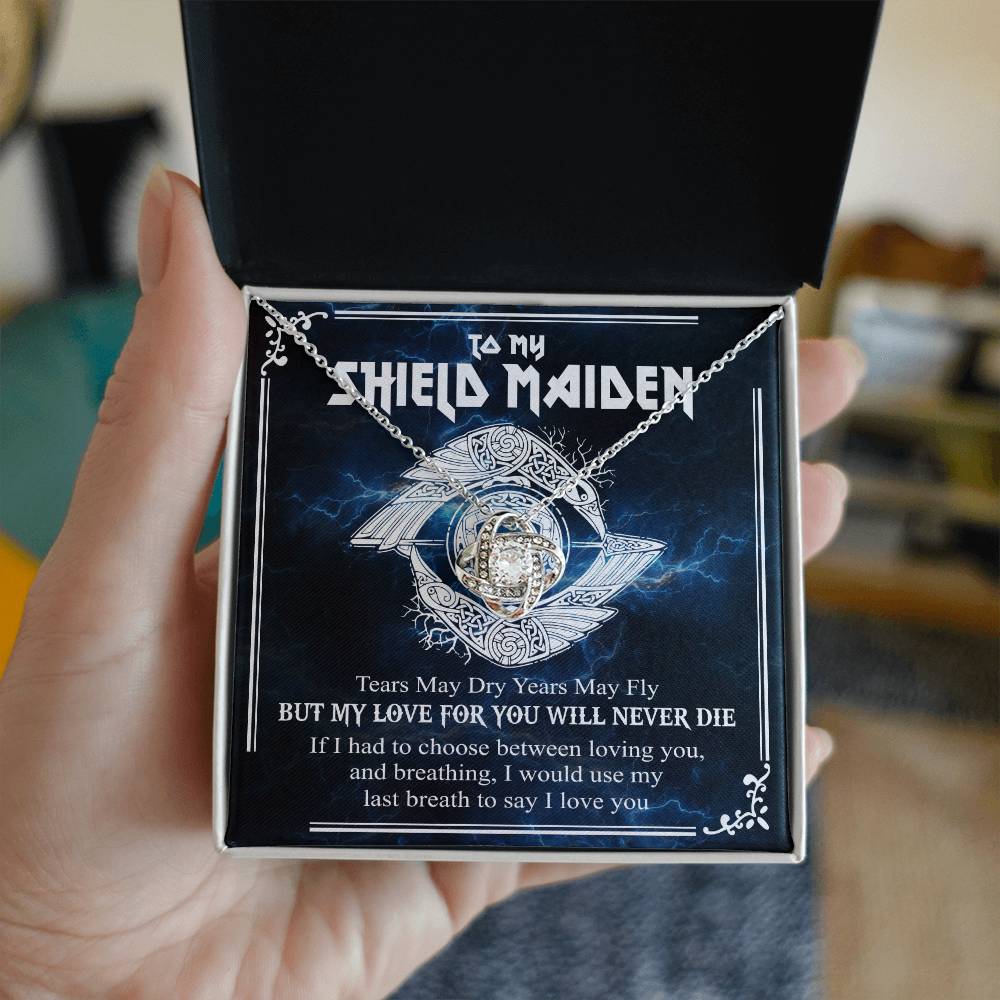 TO MY
SHIELD MAIDEN
Tears May Dry Years May Fly
BUT MY LOVE FOR YOU WILL NEVER DIE
If I had to choose between loving you,
and breathing, I would use my
last breath to say I love you